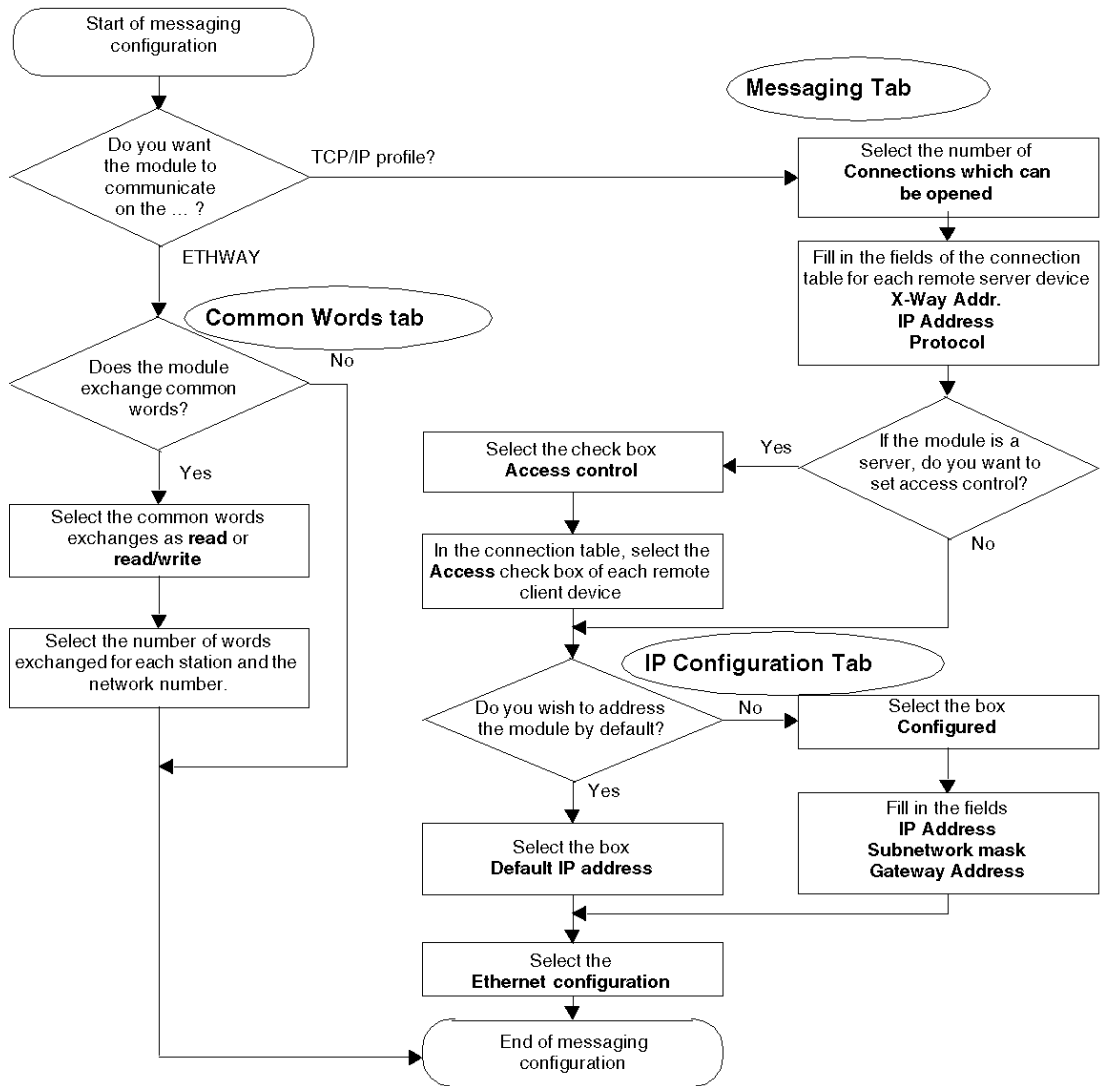 Start of messaging
configuration
Messaging Tab
Do you want
the module to
communicate
on the ... ?
TCP/IP profile?
Select the number of
Connections which can
be opened
ETHWAY
Fill in the fields of the connection
table for each remote server device
X-Way Addr.
IP Address
Protocol
Common Words tab
No
Does the module
exchange common
words?
Yes
Select the check box
Access control
Yes
If the module is a
server, do you want to
set access control?
No
Select the common words
exchanges as read or
read/write
In the connection table, select the
Access check box of each remote
client device
Select the number of words
exchanged for each station and the
network number.
IP Configuration Tab
Do you wish to address
the module by default?
No
Select the box
Configured
Yes
Fill in the fields
IP Address
Subnetwork mask
Gateway Address
Select the box
Default IP address
Select the
Ethernet configuration
End of messaging
configuration